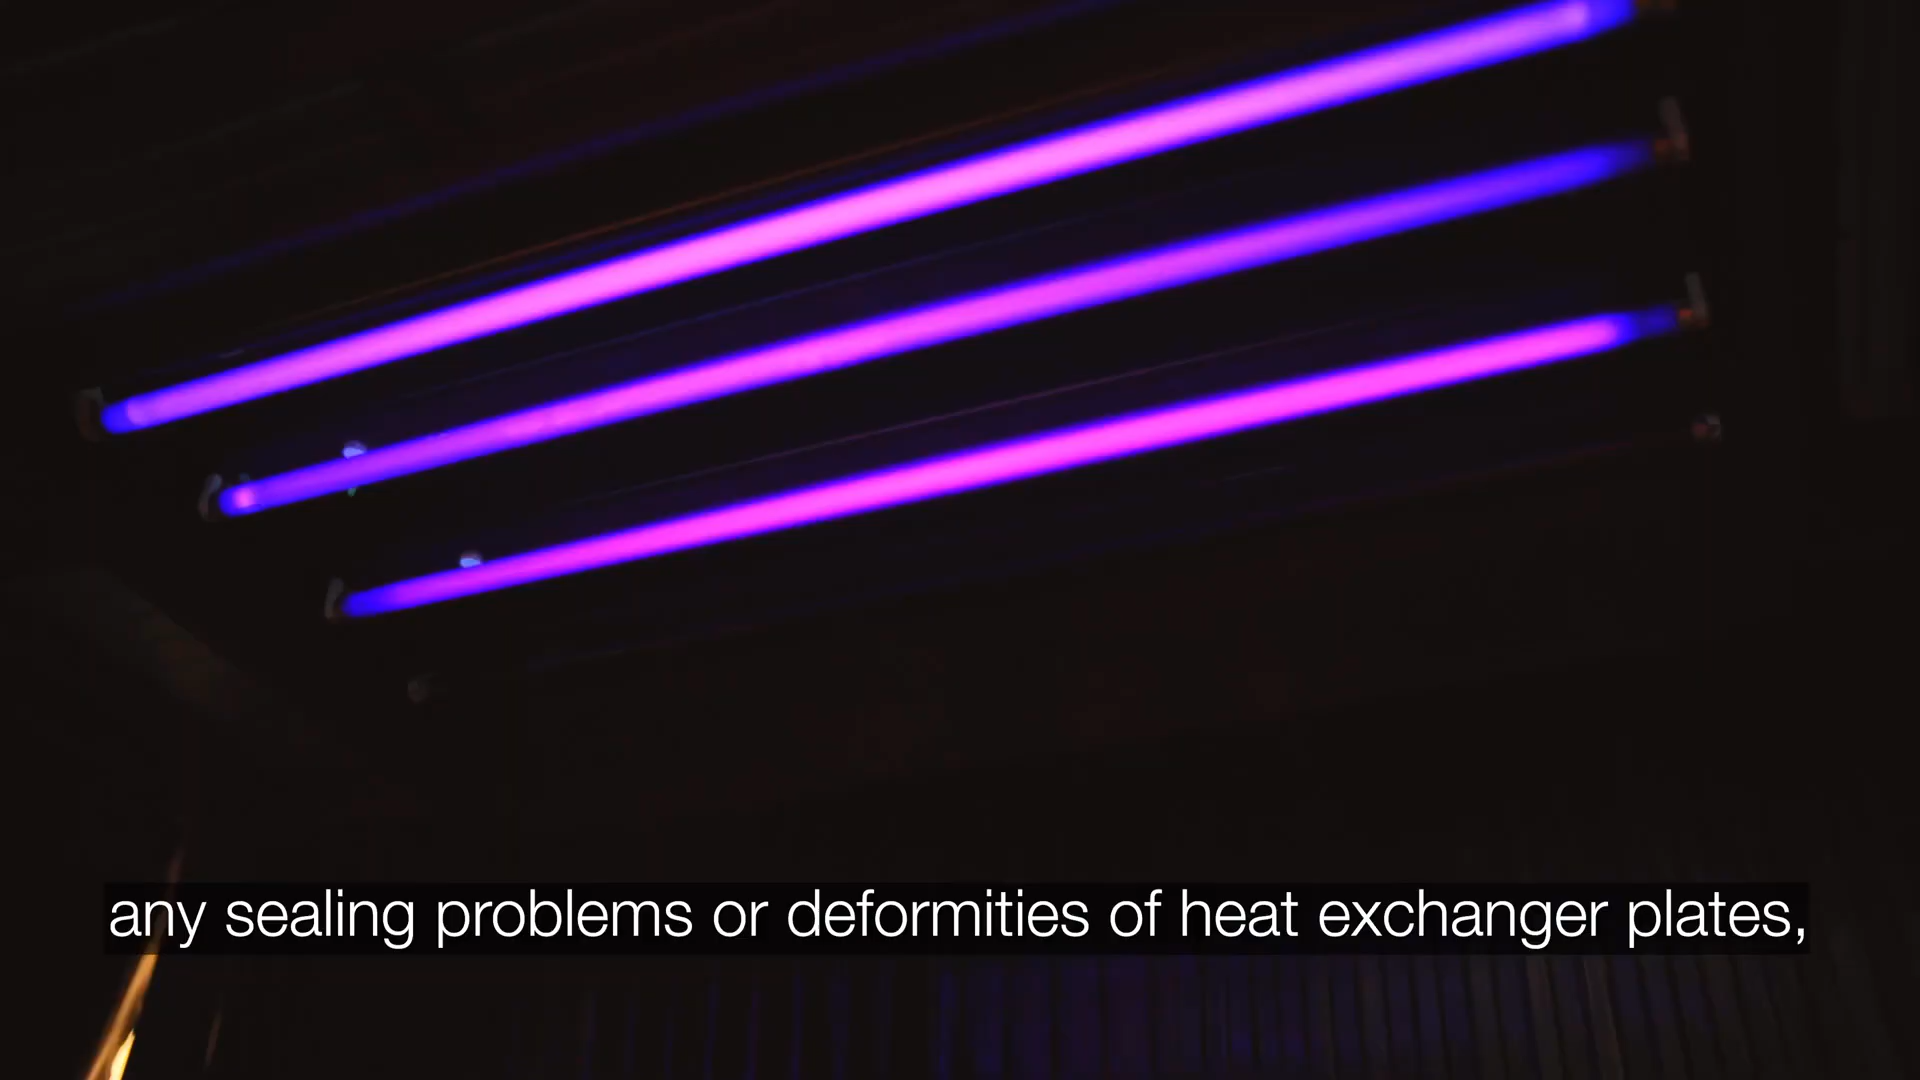 any sealing problems or deformities of heat exchanger plates,